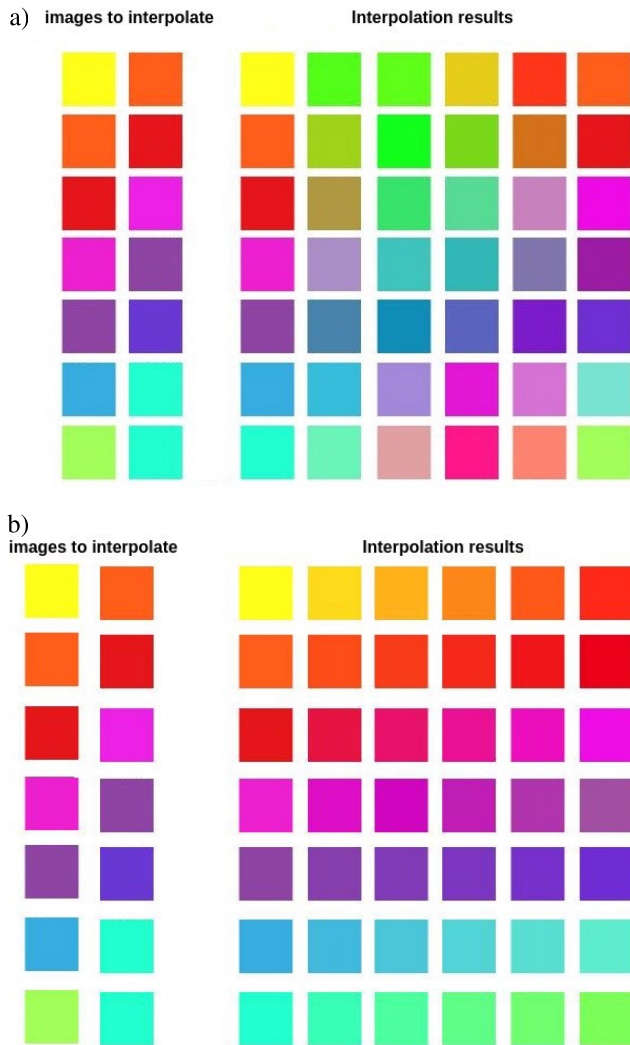 a) images to interpolate Interpolation results
b)
images to interpolate Interpolation results